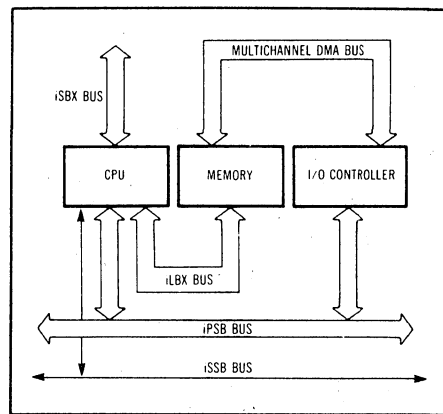 MULTICHANNEL DMA BUS
iSBX BUS
CPU
MEMORY
I/O CONTROLLER
iLBX BUS
iPSB BUS
iSSB BUS